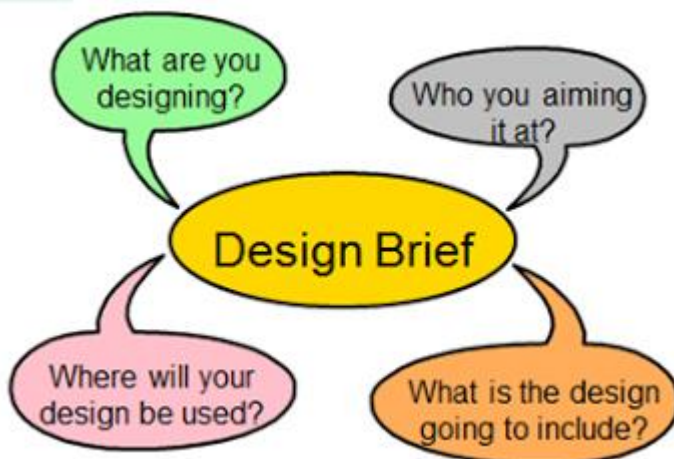 What are you
designing?
Who you aiming
it at?
Design Brief
Where will your
design be used?
What is the design
going to include?